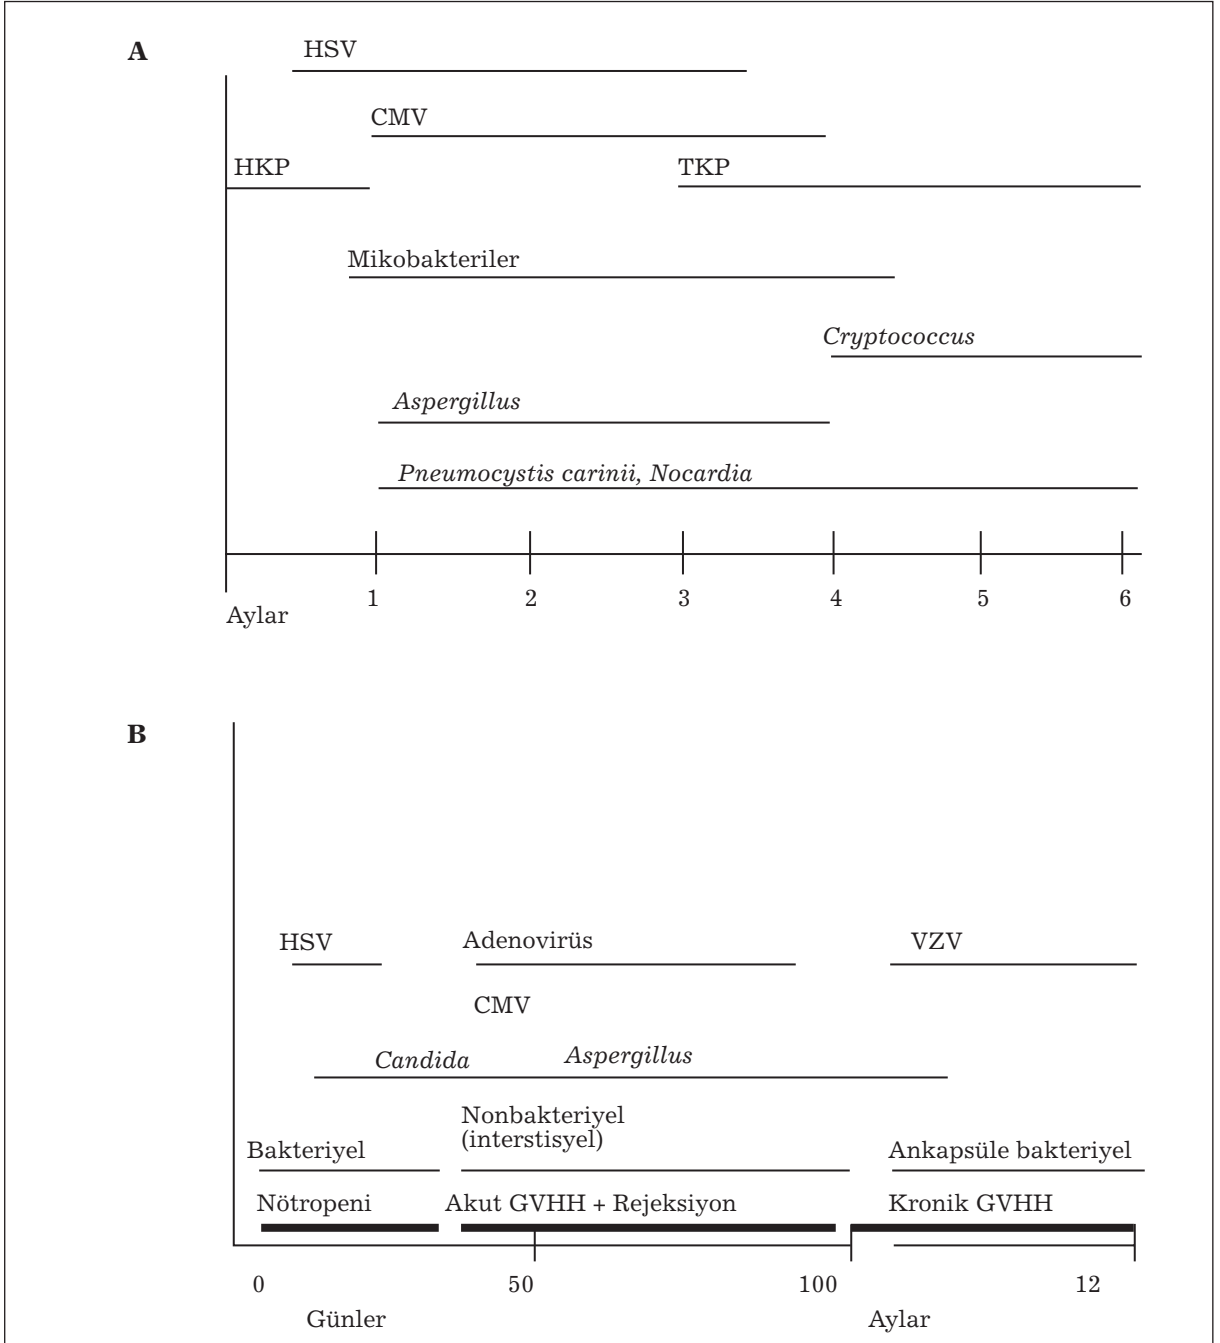 A
HSV
CMV
HKP
TKP
Mikobakteriler
Cryptococcus
Aspergillus
Pneumocystis carinii, Nocardia
1 2 3 4 5 6
Aylar
B
HSV Adenovirüs VZV
CMV
Candida Aspergillus
Nonbakteriyel
(interstisyel)
Bakteriyel Ankapsüle bakteriyel
Nötropeni Akut GVHH + Rejeksiyon Kronik GVHH
0 50 100 12
Günler Aylar